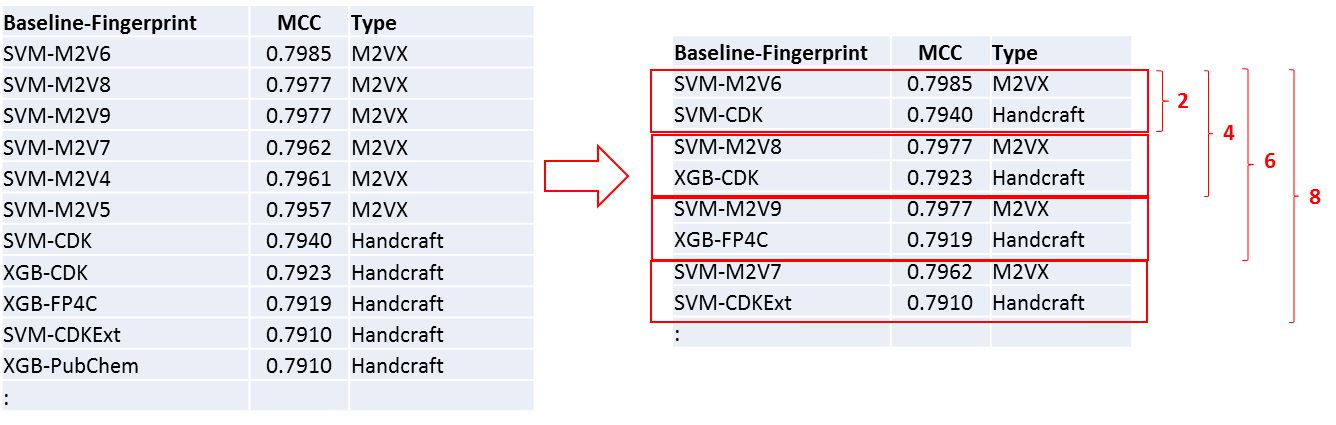 Baseline-Fingerprint MCC Type
SVM-M2V6 0.7985 M2VX
SVM-M2V8 0.7977 M2VX
SVM-M2V9 0.7977 M2VX
SVM-M2V7 0.7962 M2VX
SVM-M2V4 0.7961 M2VX
SVM-M2V5 0.7957 M2VX
SVM-CDK 0.7940 Handcraft
XGB-CDK 0.7923 Handcraft
XGB-FP4C 0.7919 Handcraft
SVM-CDKExt 0.7910 Handcraft
XGB-PubChem 0.7910 Handcraft
:
Baseline-Fingerprint MCC Type
SVM-M2V6 0.7985 M2VX
SVM-CDK 0.7940 Handcraft
SVM-M2V8 0.7977 M2VX
XGB-CDK 0.7923 Handcraft
SVM-M2V9 0.7977 M2VX
XGB-FP4C 0.7919 Handcraft
SVM-M2V7 0.7962 M2VX
SVM-CDKExt 0.7910 Handcraft
:
2
4
6
8